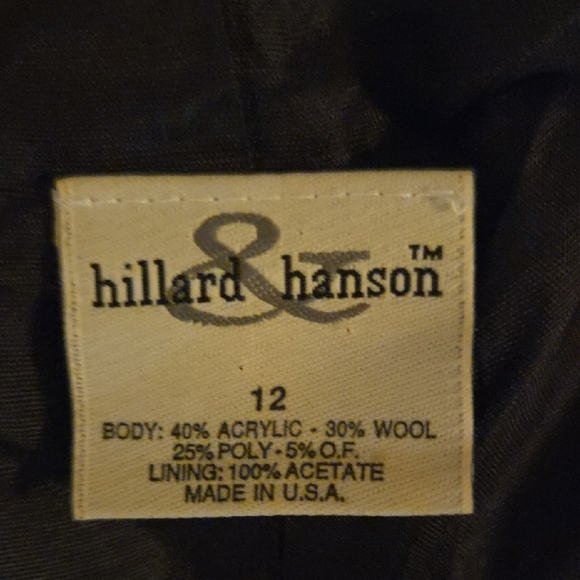 hillard & hanson™
12
BODY: 40% ACRYLIC - 30% WOOL
25% POLY - 5% O.F.
LINING: 100% ACETATE
MADE IN U.S.A.